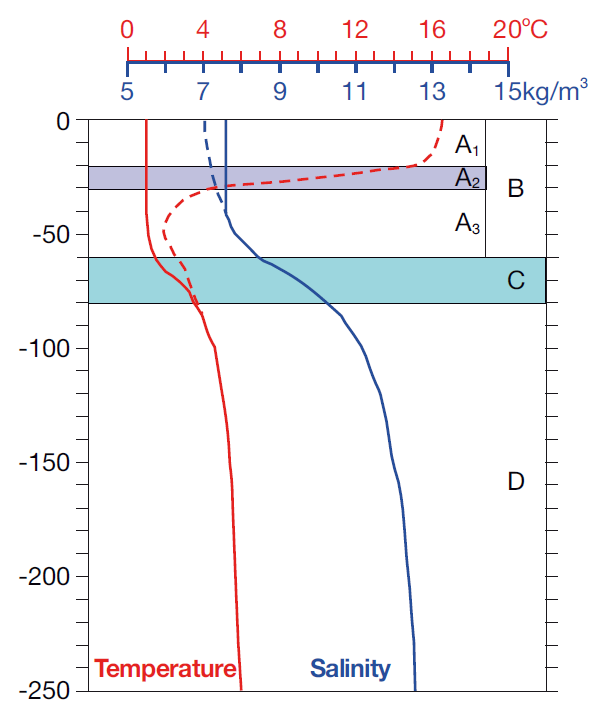 0 4 8 12 16 20°C
5 7 9 11 13 15kg/m³
0
A₁
A₂
B
A₃
-50
C
-100
-150
D
-200
Temperature Salinity
-250